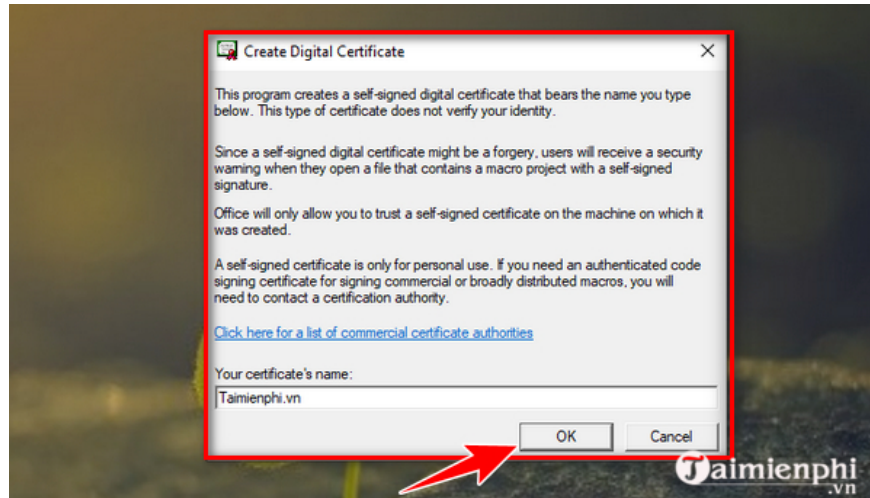 Create Digital Certificate
This program creates a self-signed digital certificate that bears the name you type
below. This type of certificate does not verify your identity.
Since a self-signed digital certificate might be a forgery, users will receive a security
warning when they open a file that contains a macro project with a self-signed
signature.
Office will only allow you to trust a self-signed certificate on the machine on which it
was created.
A self-signed certificate is only for personal use. If you need an authenticated code
signing certificate for signing commercial or broadly distributed macros, you will
need to contact a certification authority.
Click here for a list of commercial certificate authorities
Your certificate's name:
Taimienphi.vn
OK Cancel
Taimienphi
.vn